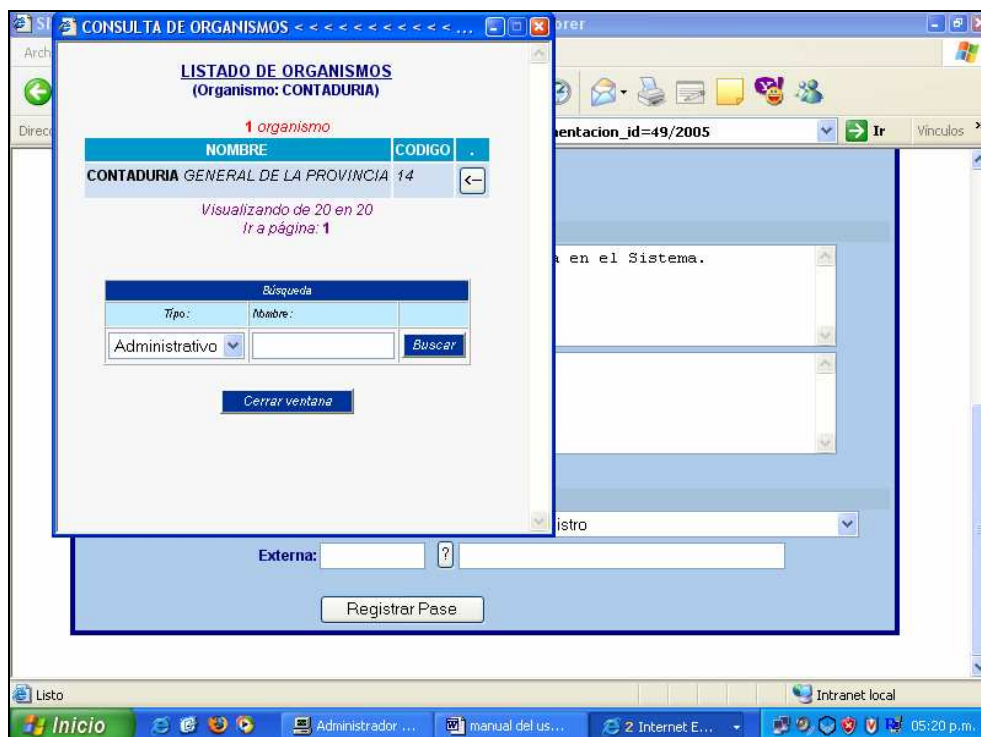 SI
CONSULTA DE ORGANISMOS < < < < < < < < < < < ...
orer
Arch
LISTADO DE ORGANISMOS
(Organismo: CONTADURIA)
Direcc
mentacion_id=49/2005
Ir
Vínculos
1 organismo
NOMBRE CODIGO .
CONTADURIA GENERAL DE LA PROVINCIA 14 <--
Visualizando de 20 en 20
Ir a página: 1
a en el Sistema.
Búsqueda
Tipo: Nombre:
Administrativo Buscar
Cerrar ventana
istro
Externa: ?
Registrar Pase
Listo
Intranet local
Inicio
Administrador ...
manual del us...
2 Internet E...
05:20 p.m.